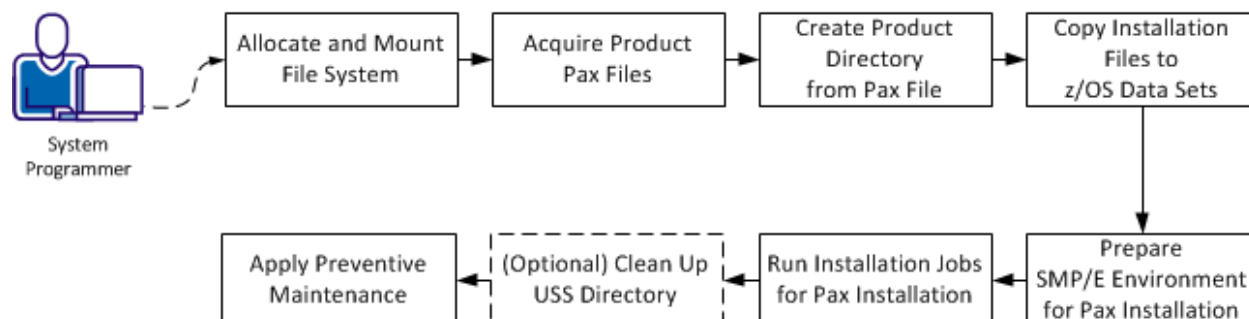 Allocate and Mount
File System
Acquire Product
Pax Files
Create Product
Directory
from Pax File
Copy Installation
Files to
z/OS Data Sets
System
Programmer
Prepare
SMP/E Environment
for Pax Installation
Run Installation Jobs
for Pax Installation
(Optional) Clean Up
USS Directory
Apply Preventive
Maintenance